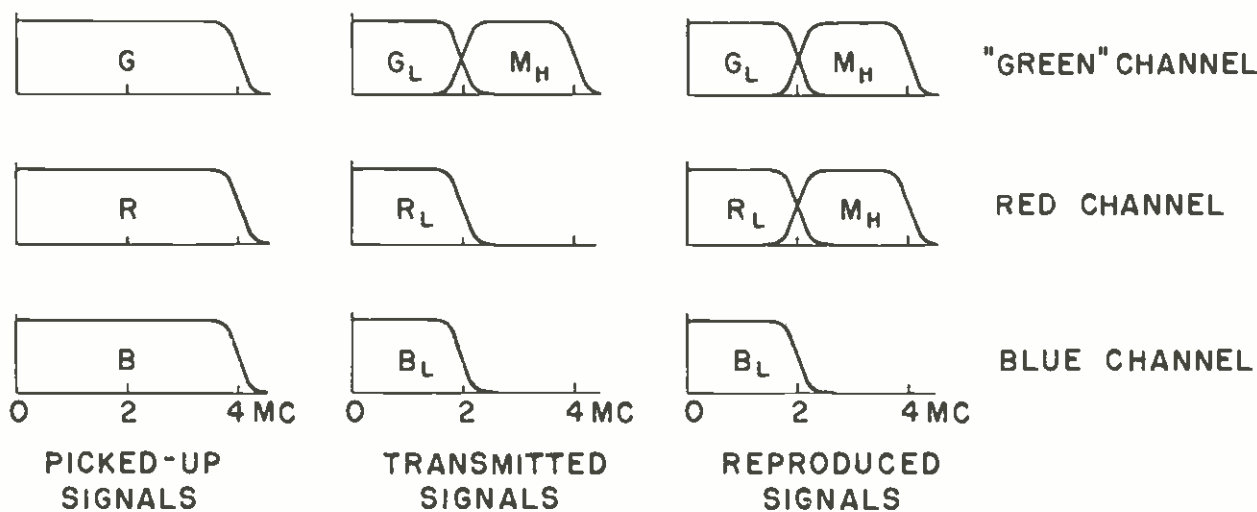 G G_L M_H G_L M_H "GREEN" CHANNEL
R R_L R_L M_H RED CHANNEL
B B_L B_L BLUE CHANNEL
0 2 4 MC 0 2 4 MC 0 2 4 MC
PICKED-UP TRANSMITTED REPRODUCED
SIGNALS SIGNALS SIGNALS